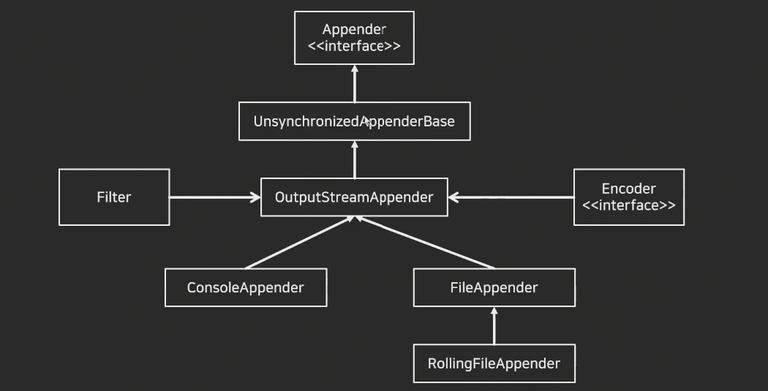 Appender
<<interface>>
UnsynchronizedAppenderBase
Filter
OutputStreamAppender
Encoder
<<interface>>
ConsoleAppender
FileAppender
RollingFileAppender